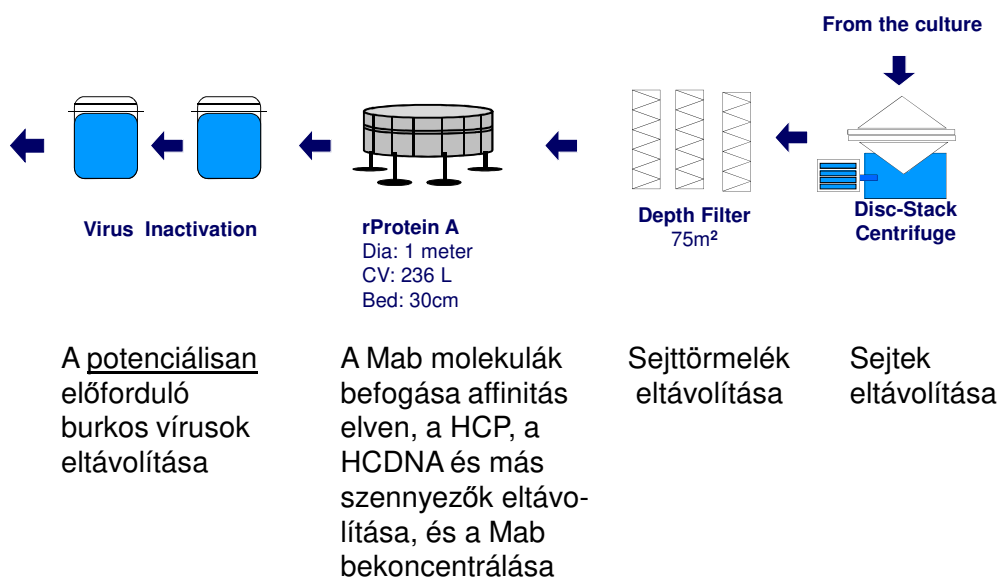 From the culture
Virus Inactivation
rProtein A
Dia: 1 meter
CV: 236 L
Bed: 30cm
Depth Filter
75m²
Disc-Stack
Centrifuge
A potenciálisan
előforduló
burkos vírusok
eltávolítása
A Mab molekulák
befogása affinitás
elven, a HCP, a
HCDNA és más
szennyezők eltávo-
lítása, és a Mab
bekoncentrálása
Sejttörmelék
eltávolítása
Sejtek
eltávolítása